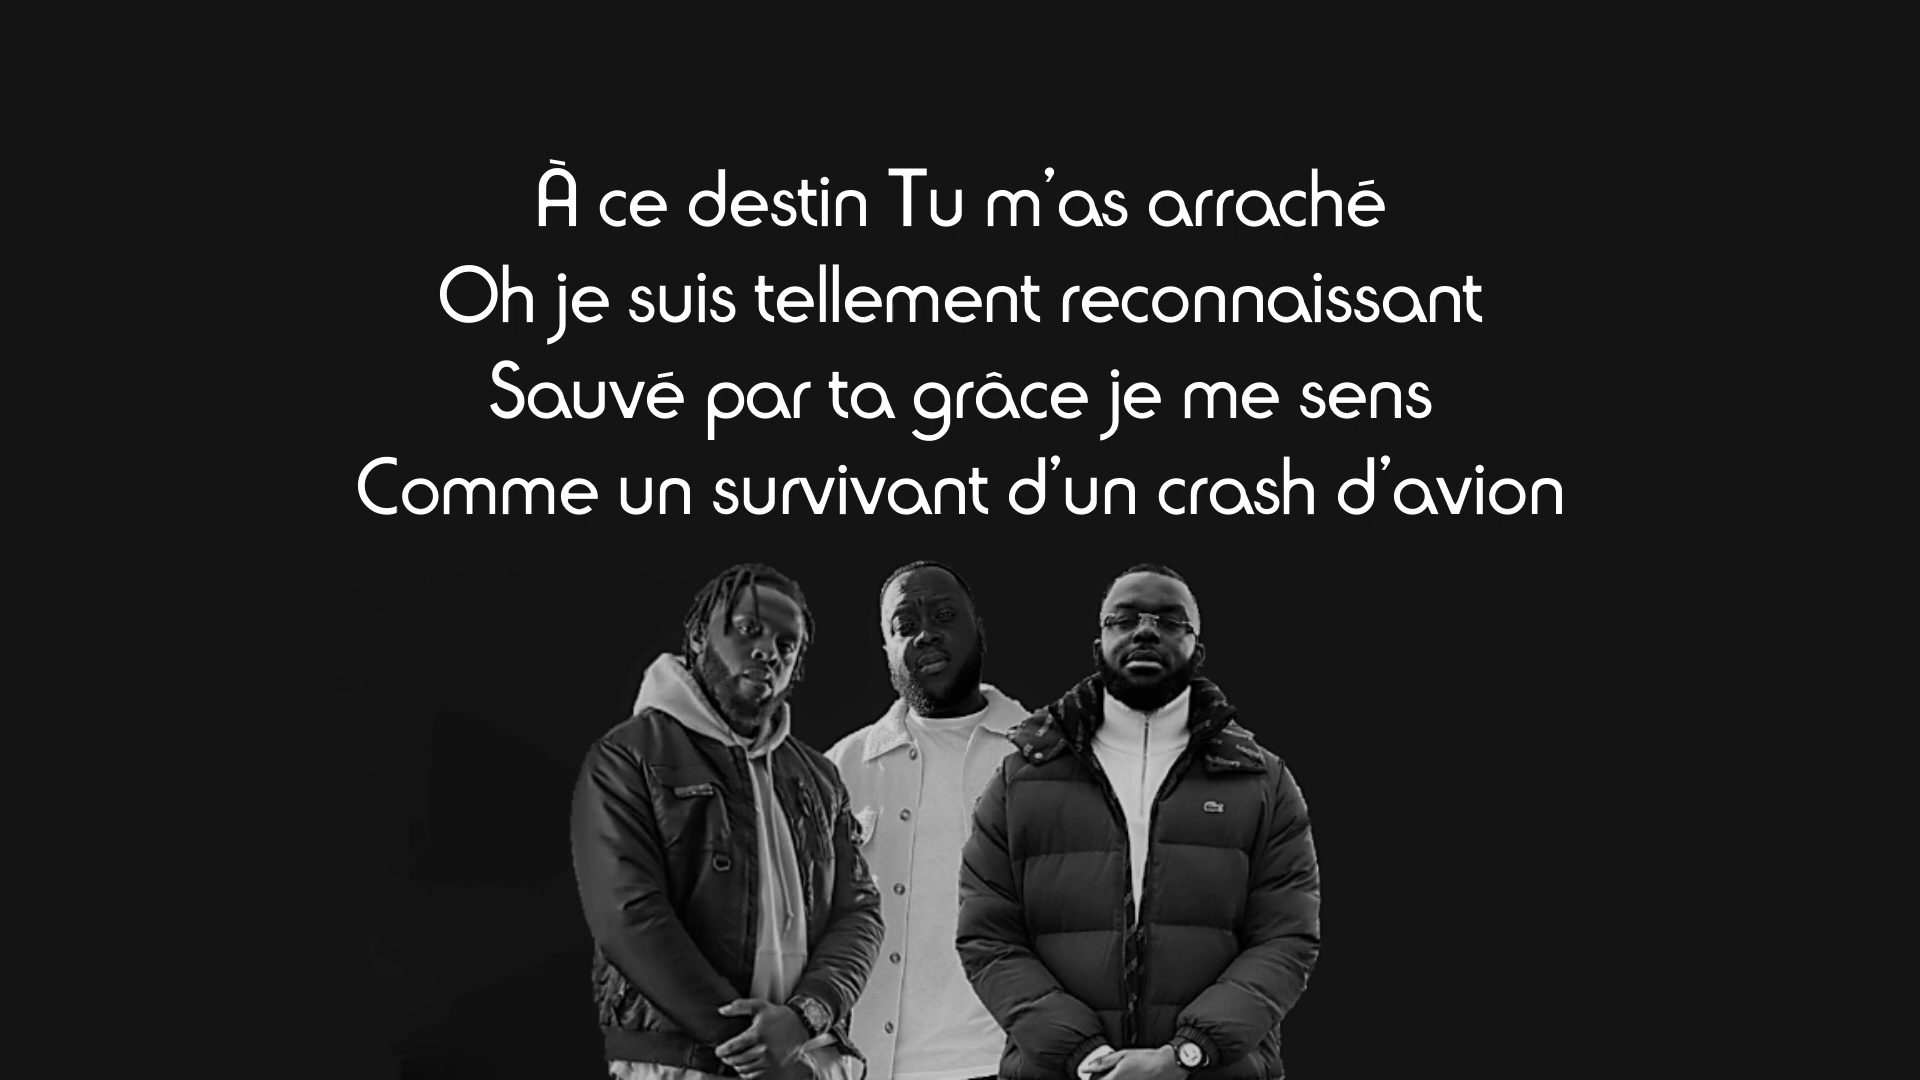 À ce destin Tu m’as arraché
Oh je suis tellement reconnaissant
Sauvé par ta grâce je me sens
Comme un survivant d’un crash d’avion